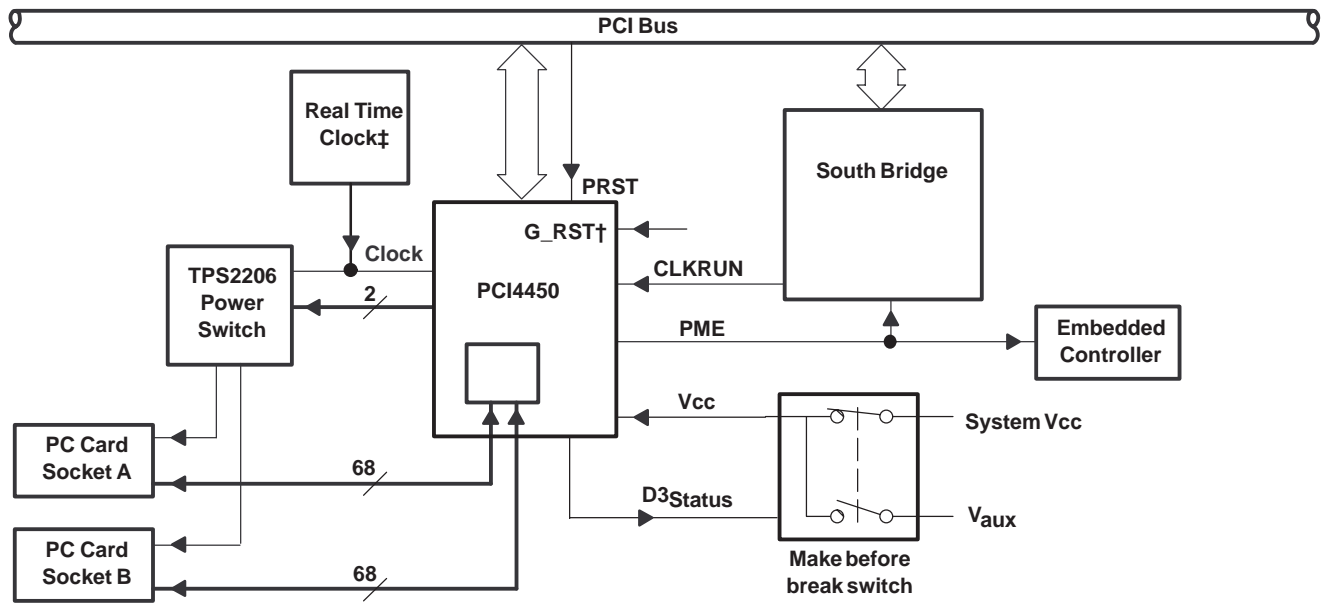 PCI Bus
Real Time
Clock‡
South Bridge
PRST
G_RST†
Clock
TPS2206
Power
Switch
2
PCI4450
CLKRUN
PME
Embedded
Controller
Vcc
System Vcc
PC Card
Socket A
68
D3Status
Vaux
PC Card
Socket B
68
Make before
break switch